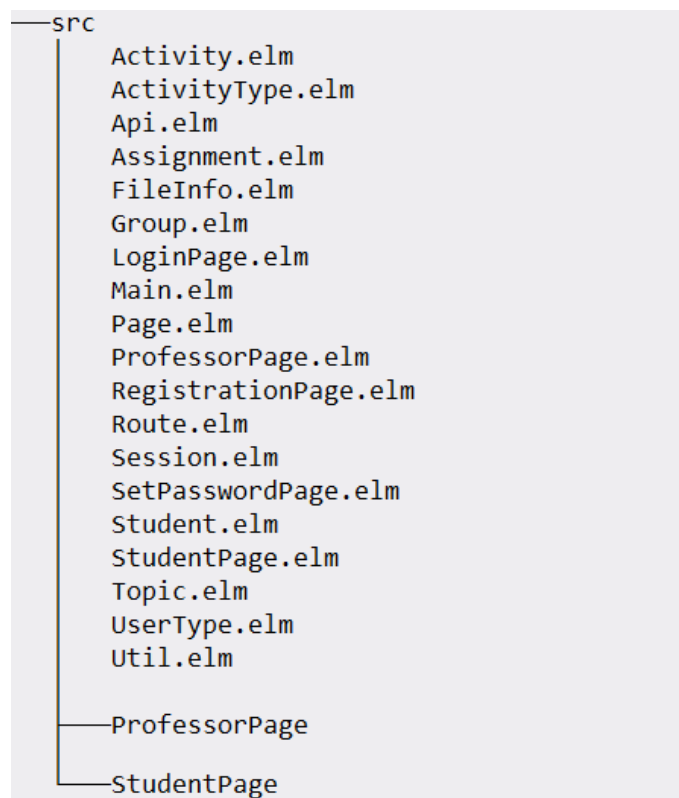 src
Activity.elm
ActivityType.elm
Api.elm
Assignment.elm
FileInfo.elm
Group.elm
LoginPage.elm
Main.elm
Page.elm
ProfessorPage.elm
RegistrationPage.elm
Route.elm
Session.elm
SetPasswordPage.elm
Student.elm
StudentPage.elm
Topic.elm
UserType.elm
Util.elm
ProfessorPage
StudentPage